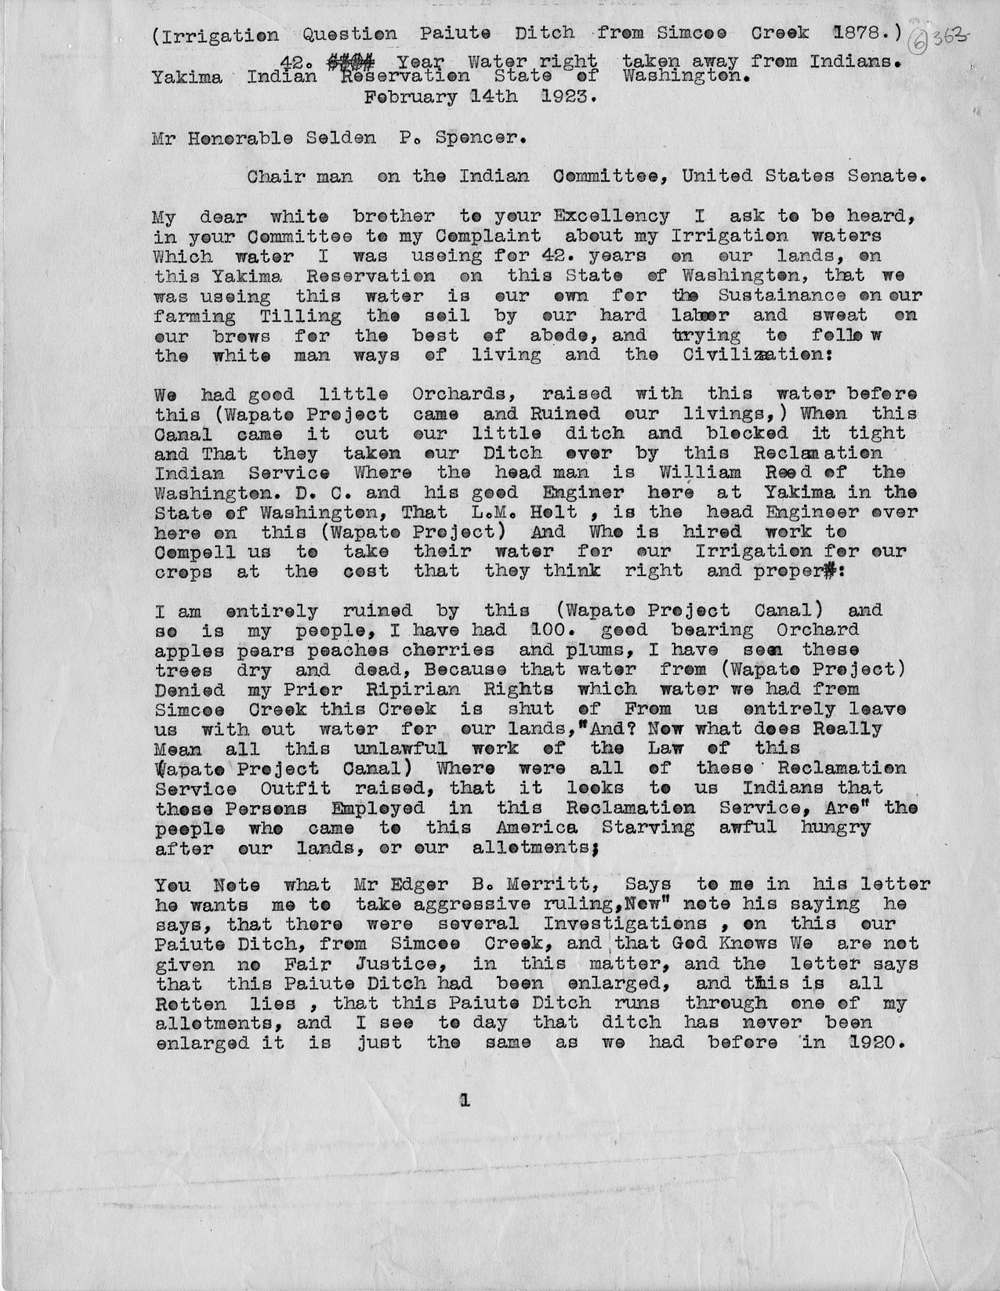 (Irrigation Question Paiute Ditch from Simcoe Creek 1878.) 6 363
42. #### Year Water right taken away from Indians.
Yakima Indian Reservation State of Washington.
February 14th 1923.
Mr Honorable Selden P. Spencer.
Chair man on the Indian Committee, United States Senate.
My dear white brother to your Excellency I ask to be heard,
in your Committee to my Complaint about my Irrigation waters
Which water I was useing for 42. years on our lands, on
this Yakima Reservation on this State of Washington, that we
was useing this water is our own for the Sustainance on our
farming Tilling the soil by our hard labor and sweat on
our brows for the best of abode, and trying to follow
the white man ways of living and the Civilization:
We had good little Orchards, raised with this water before
this (Wapato Project came and Ruined our livings,) When this
Canal came it cut our little ditch and blocked it tight
and That they taken our Ditch over by this Reclamation
Indian Service Where the head man is William Reed of the
Washington. D. C. and his good Enginer here at Yakima in the
State of Washington, That L.M. Holt , is the head Engineer over
here on this (Wapato Project) And Who is hired work to
Compell us to take their water for our Irrigation for our
crops at the cost that they think right and proper#:
I am entirely ruined by this (Wapato Project Canal) and
so is my people, I have had 100. good bearing Orchard
apples pears peaches cherries and plums, I have seen these
trees dry and dead, Because that water from (Wapato Project)
Denied my Prior Ripirian Rights which water we had from
Simcoe Creek this Creek is shut of From us entirely leave
us with out water for our lands,"And? Now what does Really
Mean all this unlawful work of the Law of this
(Wapato Project Canal) Where were all of these Reclamation
Service Outfit raised, that it looks to us Indians that
these Persons Employed in this Reclamation Service, Are" the
people who came to this America Starving awful hungry
after our lands, or our allotments;
You Note what Mr Edger B. Merritt, Says to me in his letter
he wants me to take aggressive ruling,Now" note his saying he
says, that there were several Investigations , on this our
Paiute Ditch, from Simcoe Creek, and that God Knows We are not
given no Fair Justice, in this matter, and the letter says
that this Paiute Ditch had been enlarged, and this is all
Rotten lies , that this Paiute Ditch runs through one of my
allotments, and I see to day that ditch has never been
enlarged it is just the same as we had before in 1920.
1